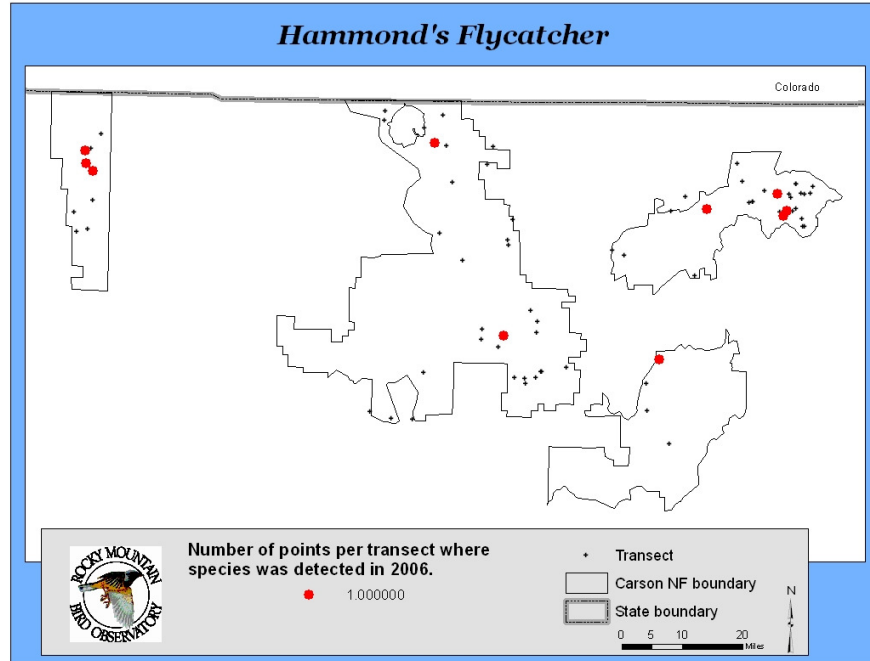 Hammond's Flycatcher
Colorado
ROCKY MOUNTAIN
BIRD OBSERVATORY
Number of points per transect where
species was detected in 2006.
1.000000
Transect
Carson NF boundary
State boundary
N
0 5 10 20
Miles